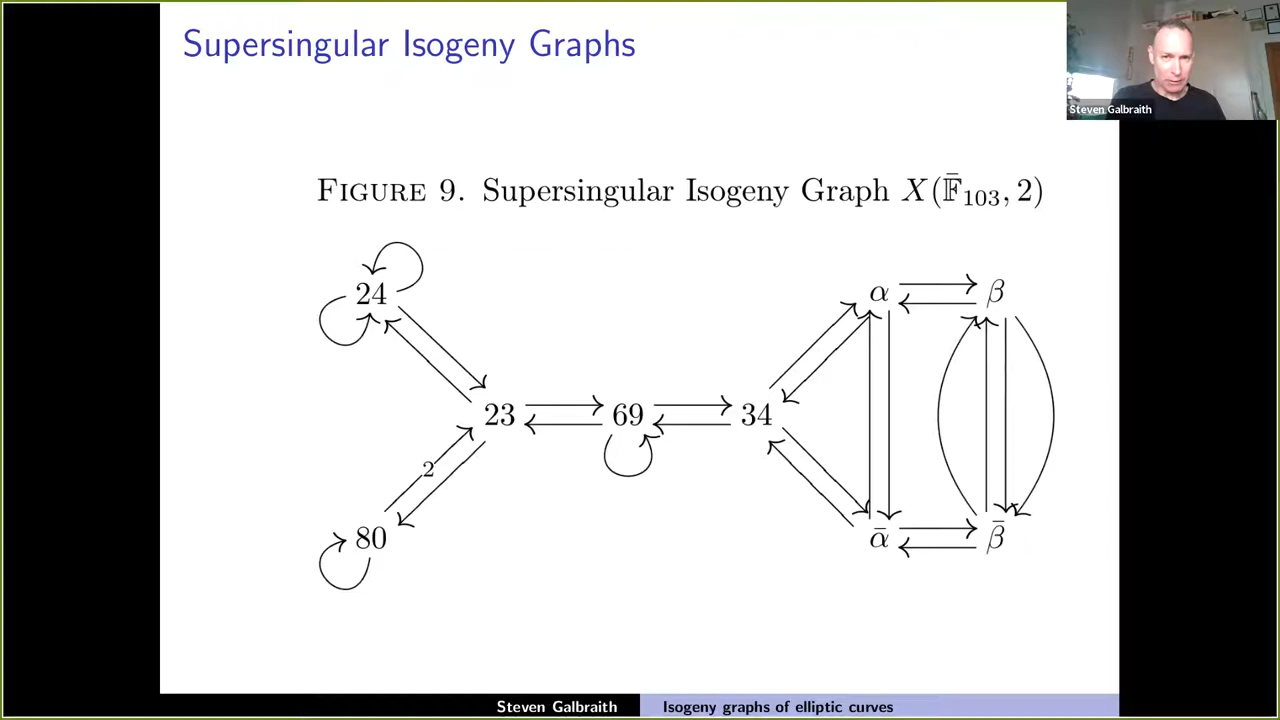 Supersingular Isogeny Graphs
Steven Galbraith
FIGURE 9. Supersingular Isogeny Graph X(𝔽̄₁₀₃, 2)
24
α
β
23
69
34
2
80
ᾱ
β̄
Steven Galbraith
Isogeny graphs of elliptic curves